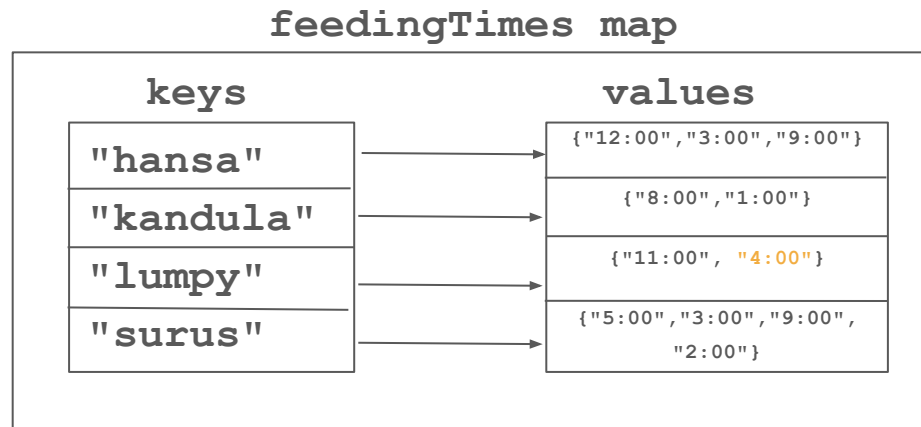 feedingTimes map
keys
values
"hansa"
{"12:00","3:00","9:00"}
"kandula"
{"8:00","1:00"}
"lumpy"
{"11:00", "4:00"}
"surus"
{"5:00","3:00","9:00",
"2:00"}